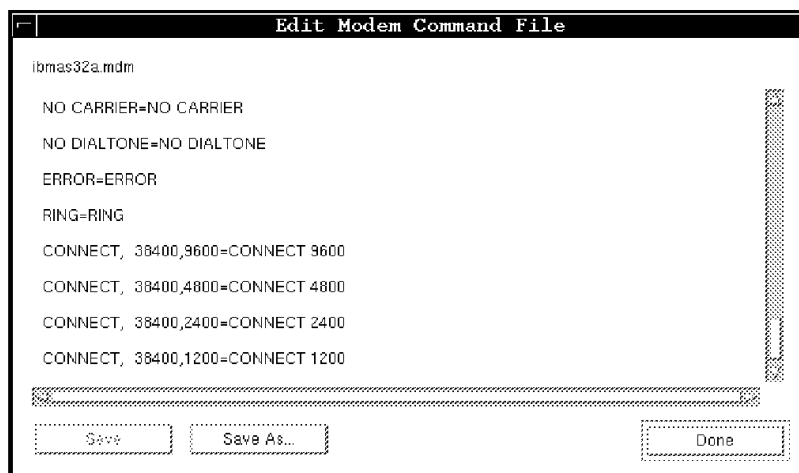 Edit Modem Command File
ibmas32a.mdm
NO CARRIER=NO CARRIER
NO DIALTONE=NO DIALTONE
ERROR=ERROR
RING=RING
CONNECT, 38400,9600=CONNECT 9600
CONNECT, 38400,4800=CONNECT 4800
CONNECT, 38400,2400=CONNECT 2400
CONNECT, 38400,1200=CONNECT 1200
Save Save As... Done